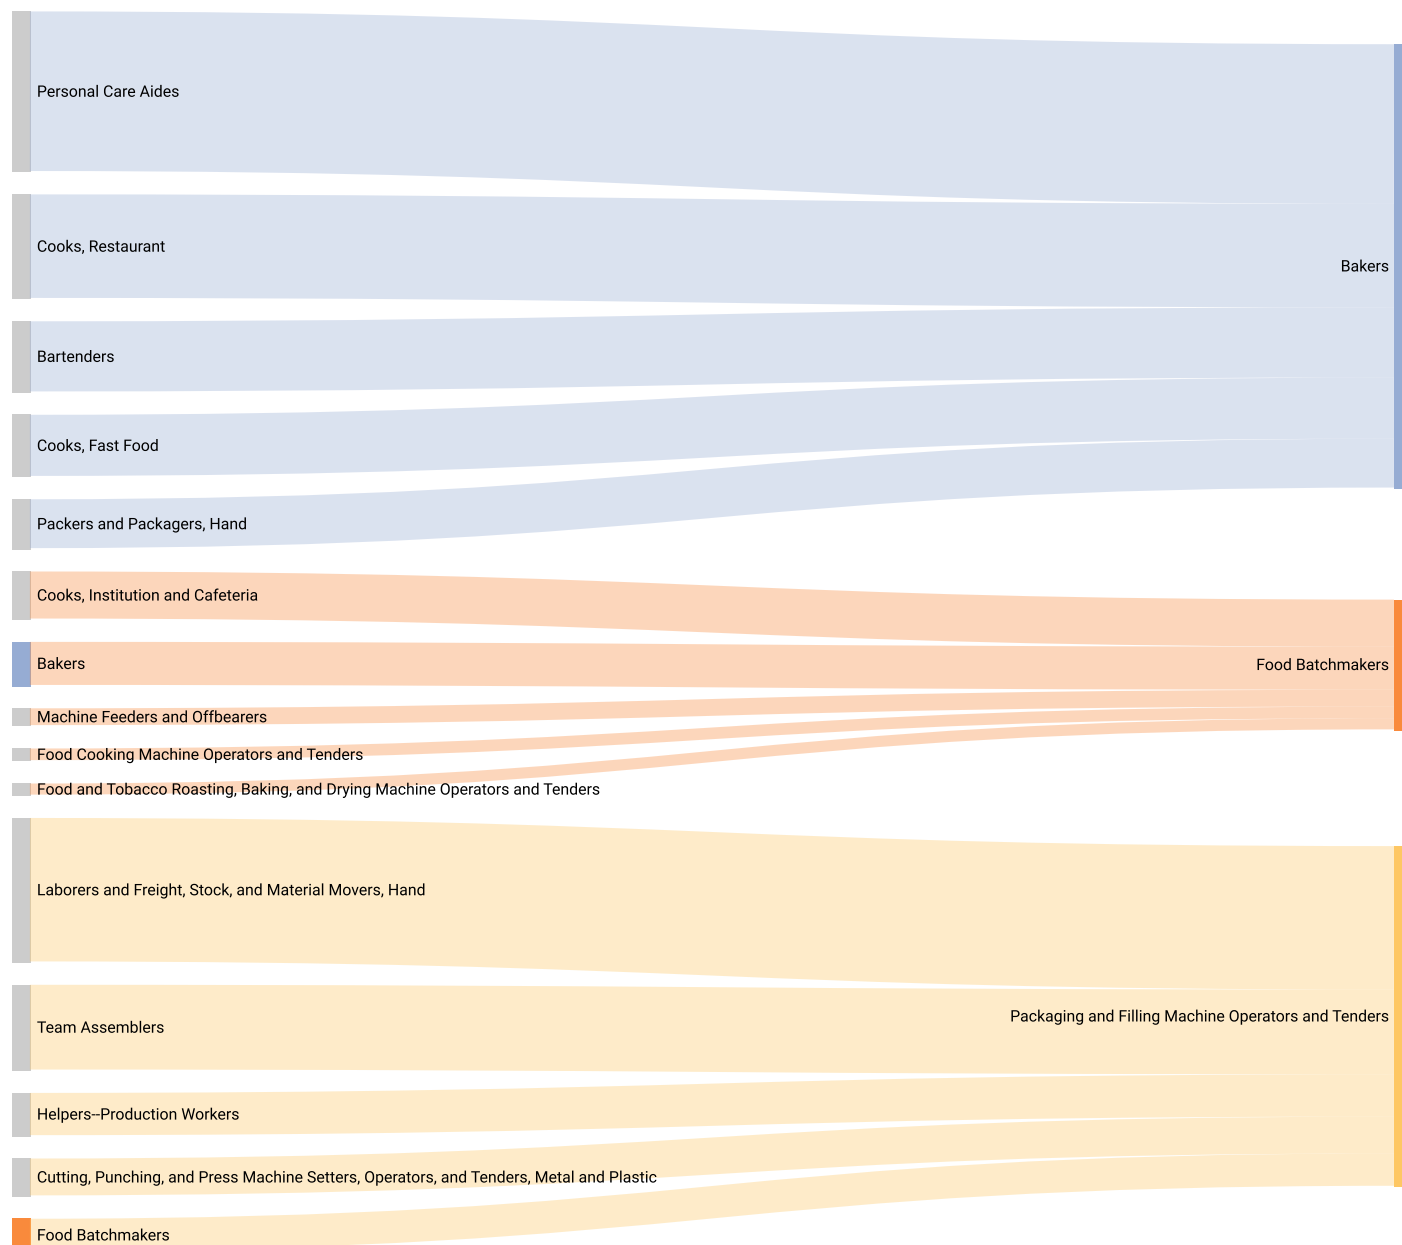 Personal Care Aides
Cooks, Restaurant
Bakers
Bartenders
Cooks, Fast Food
Packers and Packagers, Hand
Cooks, Institution and Cafeteria
Bakers
Food Batchmakers
Machine Feeders and Offbearers
Food Cooking Machine Operators and Tenders
Food and Tobacco Roasting, Baking, and Drying Machine Operators and Tenders
Laborers and Freight, Stock, and Material Movers, Hand
Packaging and Filling Machine Operators and Tenders
Team Assemblers
Helpers--Production Workers
Cutting, Punching, and Press Machine Setters, Operators, and Tenders, Metal and Plastic
Food Batchmakers